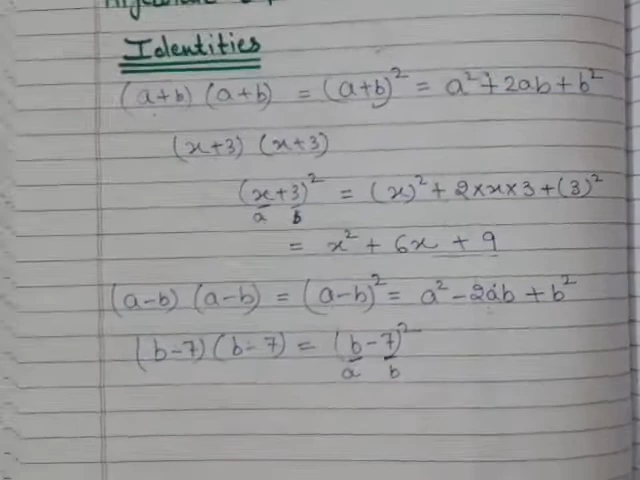 Identities
(a+b) (a+b) = (a+b)² = a² + 2ab + b²
(x+3) (x+3)
(x+3)² = (x)² + 2×x×3 + (3)²
a b
= x² + 6x + 9
(a-b) (a-b) = (a-b)² = a² - 2ab + b²
(b-7) (b-7) = (b-7)²
a b